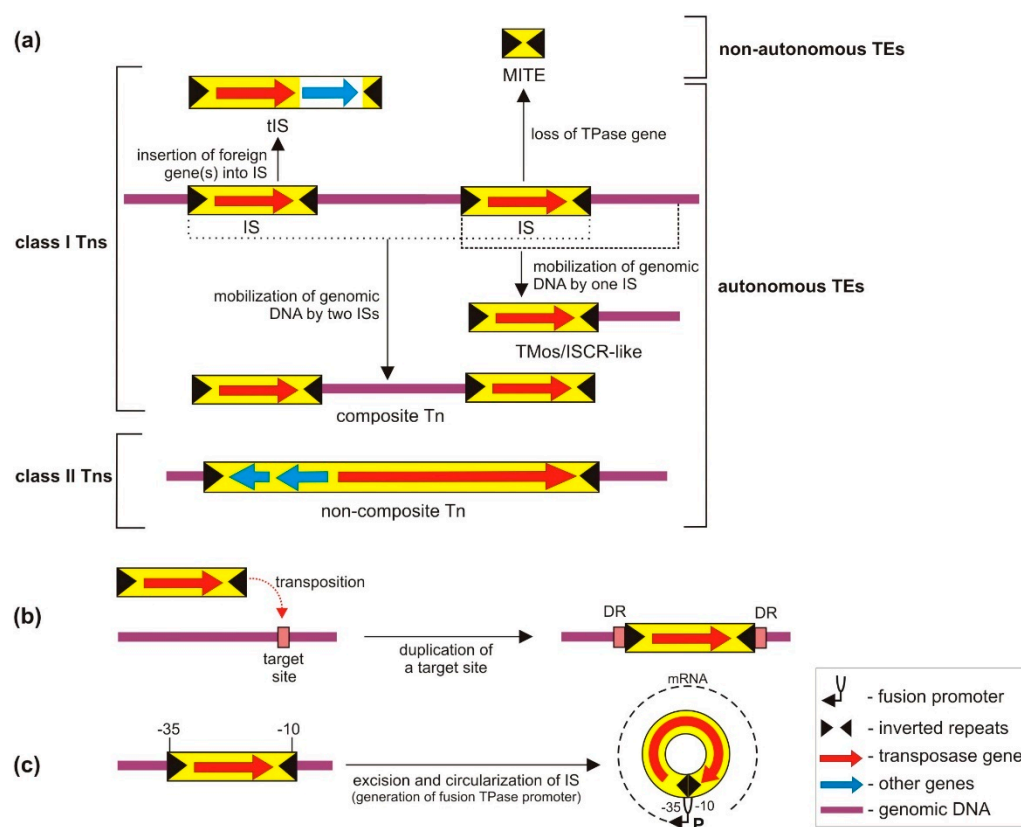 (a)
non-autonomous TEs
MITE
tIS
loss of TPase gene
insertion of foreign
gene(s) into IS
IS
IS
class I Tns
mobilization of genomic
DNA by one IS
autonomous TEs
mobilization of genomic
DNA by two ISs
TMos/ISCR-like
composite Tn
class II Tns
non-composite Tn
(b)
transposition
target
site
duplication of
a target site
DR
DR
(c)
-35
-10
excision and circularization of IS
(generation of fusion TPase promoter)
mRNA
-35
-10
P
- fusion promoter
- inverted repeats
- transposase gene
- other genes
- genomic DNA